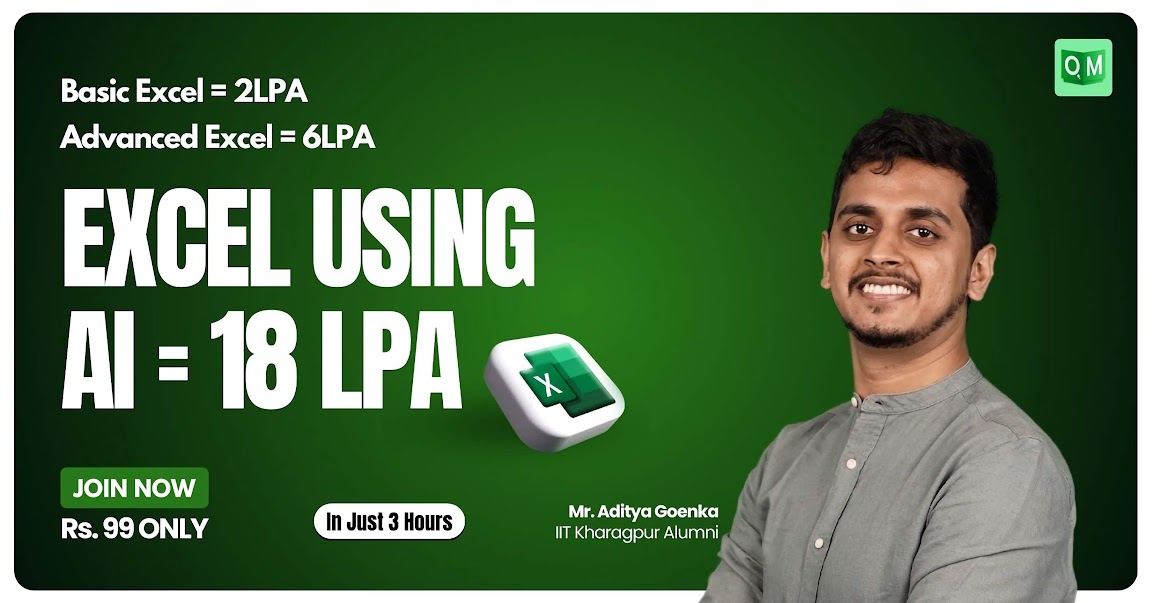 Basic Excel = 2LPA
Advanced Excel = 6LPA
EXCEL USING
AI = 18 LPA
X
JOIN NOW
Rs. 99 ONLY
In Just 3 Hours
Mr. Aditya Goenka
IIT Kharagpur Alumni
QM